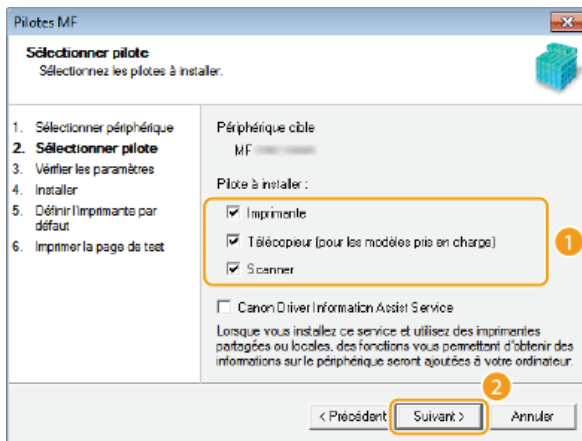 Pilotes MF
Sélectionner pilote
Sélectionnez les pilotes à installer.
1. Sélectionner périphérique
2. Sélectionner pilote
3. Vérifier les paramètres
4. Installer
5. Définir l'imprimante par
défaut
6. Imprimer la page de test
Périphérique cible
MF
Pilote à installer :
Imprimente
Télécopieur (pour les modèles pris en charge)
Scanner
1
Canon Driver Information Assist Service
Lorsque vous installez ce service et utilisez des imprimantes
partagées ou locales, des fonctions vous permettant d'obtenir des
informations sur le périphérique seront ajoutées à votre ordinateur.
2
< Précédent
Suivant >
Annuler